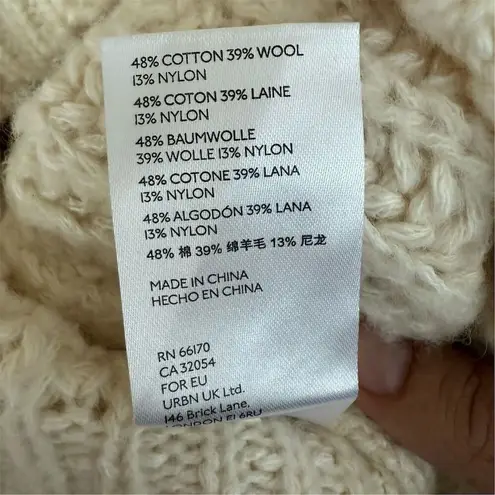 48% COTTON 39% WOOL
13% NYLON
48% COTON 39% LAINE
13% NYLON
48% BAUMWOLLE
39% WOLLE 13% NYLON
48% COTONE 39% LANA
13% NYLON
48% ALGODÓN 39% LANA
13% NYLON
48% 棉 39% 绵羊毛 13% 尼龙
MADE IN CHINA
HECHO EN CHINA
RN 66170
CA 32054
FOR EU
URBN UK Ltd.
146 Brick Lane,
LONDON E1 6RU